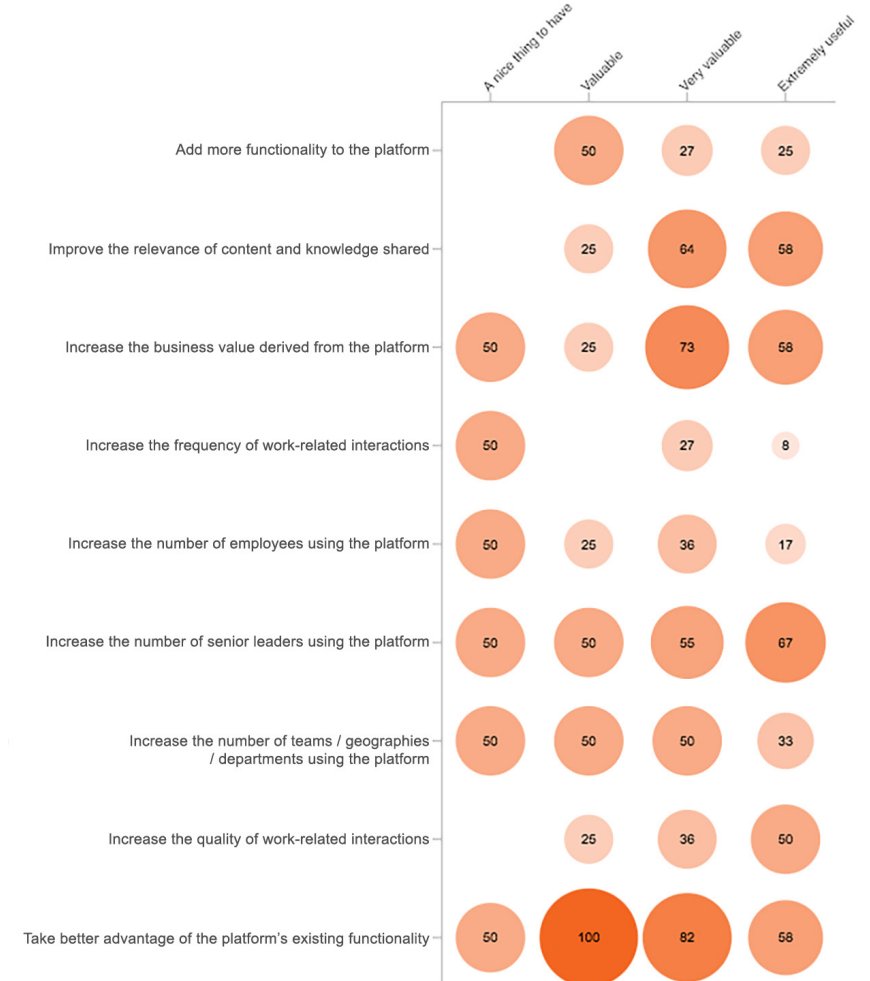 A nice thing to have
Valuable
Very valuable
Extremely useful
Add more functionality to the platform
50
27
25
Improve the relevance of content and knowledge shared
25
64
58
Increase the business value derived from the platform
50
25
73
58
Increase the frequency of work-related interactions
50
27
8
Increase the number of employees using the platform
50
25
36
17
Increase the number of senior leaders using the platform
50
50
55
67
Increase the number of teams / geographies
/ departments using the platform
50
50
50
33
Increase the quality of work-related interactions
25
36
50
Take better advantage of the platform's existing functionality
50
100
82
58